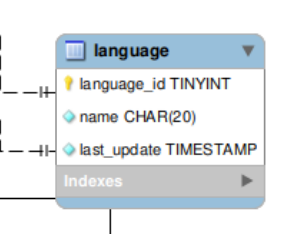 language
language_id TINYINT
name CHAR(20)
last_update TIMESTAMP
Indexes